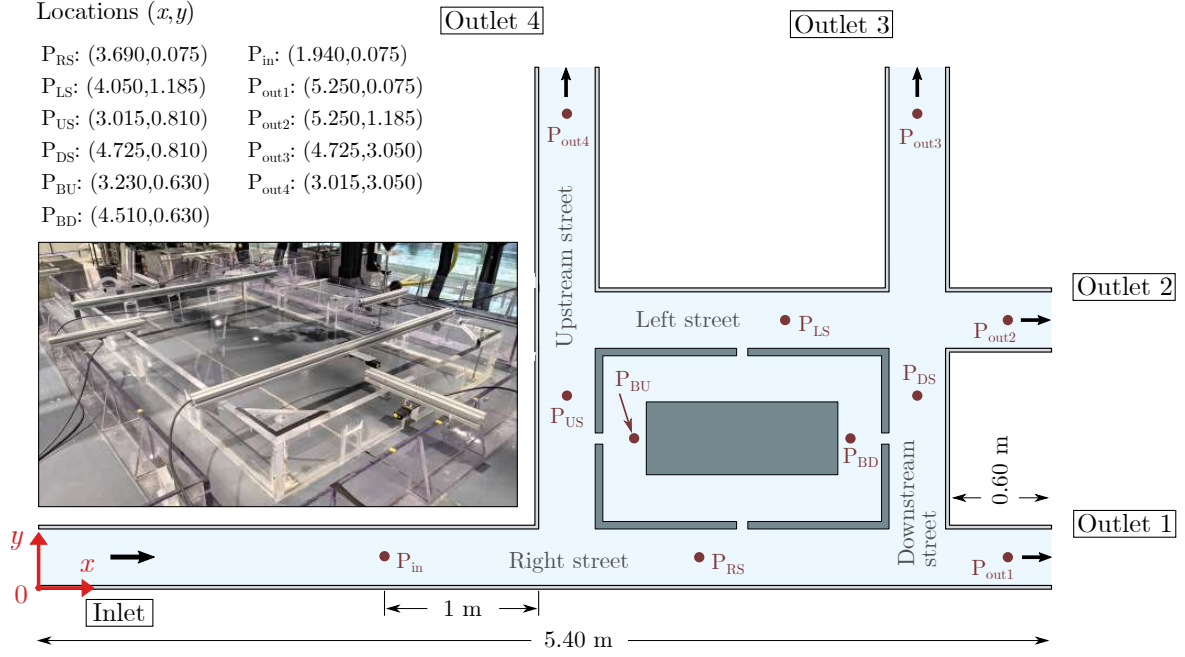 Locations (x,y)
P_RS: (3.690,0.075) P_in: (1.940,0.075)
P_LS: (4.050,1.185) P_out1: (5.250,0.075)
P_US: (3.015,0.810) P_out2: (5.250,1.185)
P_DS: (4.725,0.810) P_out3: (4.725,3.050)
P_BU: (3.230,0.630) P_out4: (3.015,3.050)
P_BD: (4.510,0.630)
Outlet 4
Outlet 3
P_out4
P_out3
Upstream street
Outlet 2
Left street
P_LS
P_out2
P_BU
P_DS
P_US
P_BD
0.60 m
Downstream
street
Outlet 1
y
x
0
P_in
Right street
P_RS
P_out1
Inlet
1 m
5.40 m